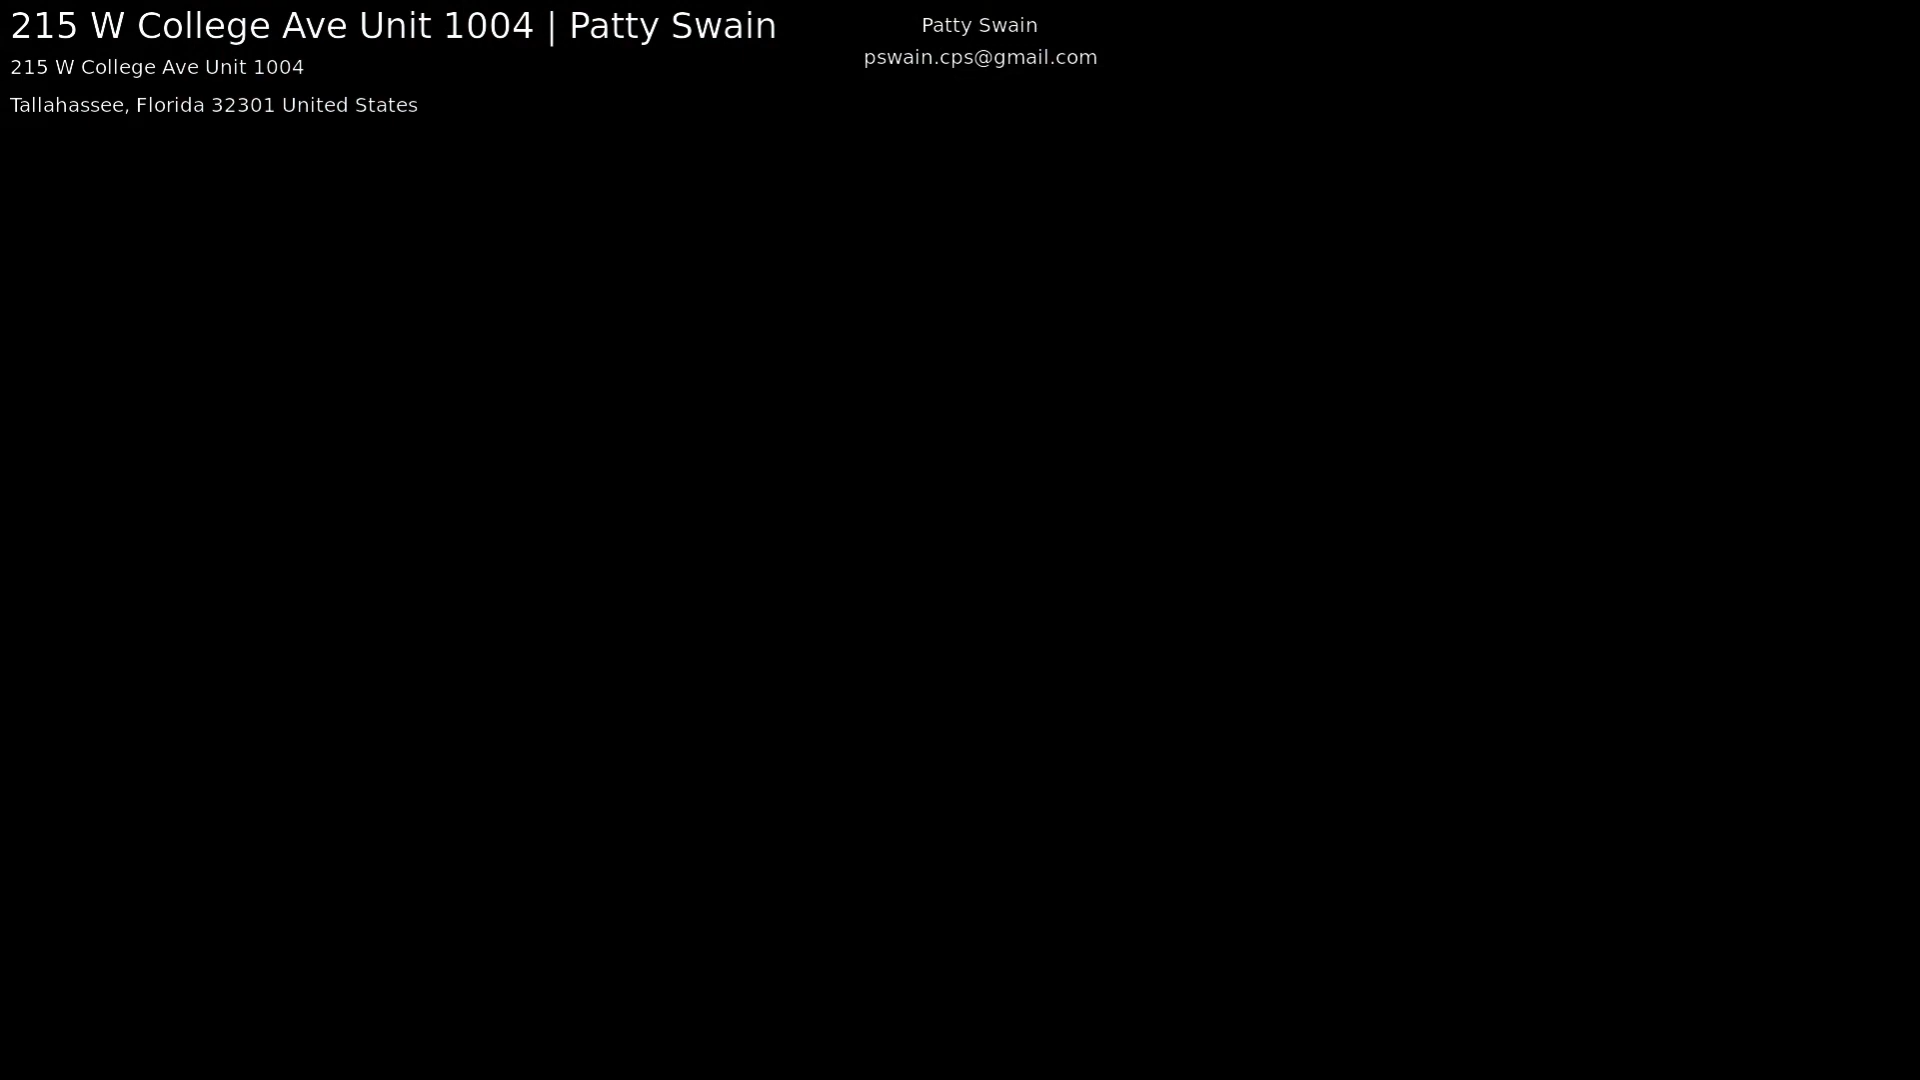 215 W College Ave Unit 1004 | Patty Swain
215 W College Ave Unit 1004
Tallahassee, Florida 32301 United States
Patty Swain
pswain.cps@gmail.com